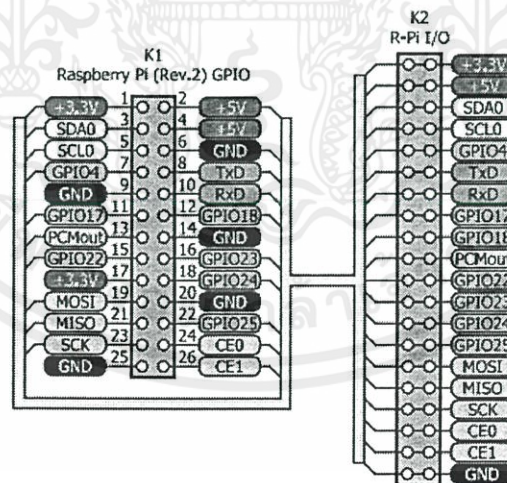 K1
Raspberry Pi (Rev.2) GPIO
+3.3V 1 2 +5V
SDA0 3 4 +5V
SCL0 5 6 GND
GPIO4 7 8 TxD
GND 9 10 RxD
GPIO17 11 12 GPIO18
PCMout 13 14 GND
GPIO22 15 16 GPIO23
+3.3V 17 18 GPIO24
MOSI 19 20 GND
MISO 21 22 GPIO25
SCK 23 24 CE0
GND 25 26 CE1
K2
R-Pi I/O
+3.3V
+5V
SDA0
SCL0
GPIO4
TxD
RxD
GPIO17
GPIO18
PCMout
GPIO22
GPIO23
GPIO24
GPIO25
MOSI
MISO
SCK
CE0
CE1
GND